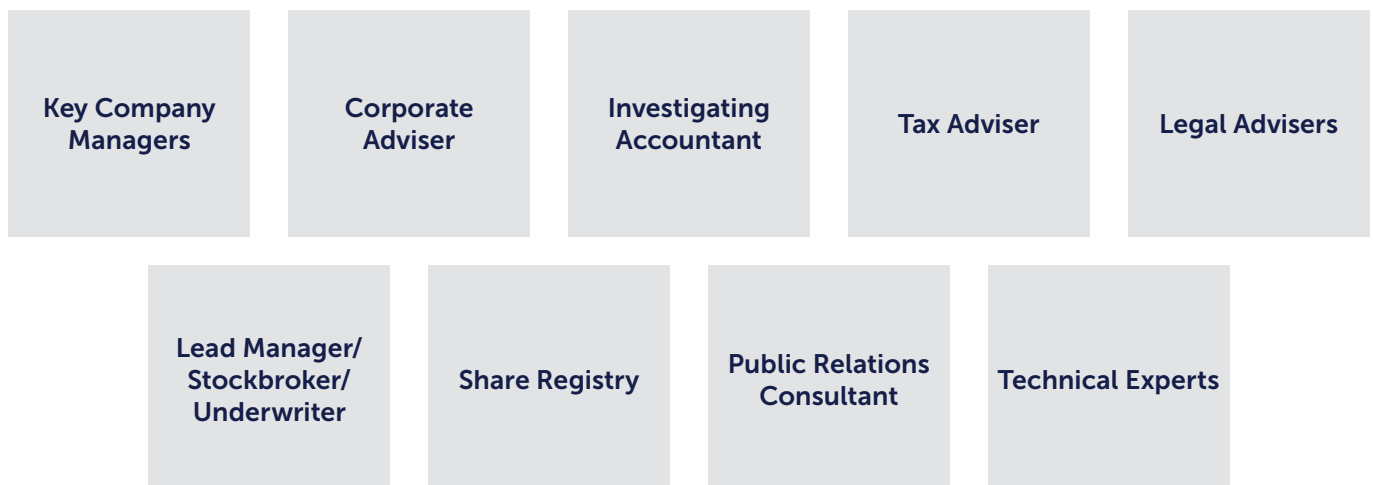 Key Company
Managers
Corporate
Adviser
Investigating
Accountant
Tax Adviser
Legal Advisers
Lead Manager/
Stockbroker/
Underwriter
Share Registry
Public Relations
Consultant
Technical Experts